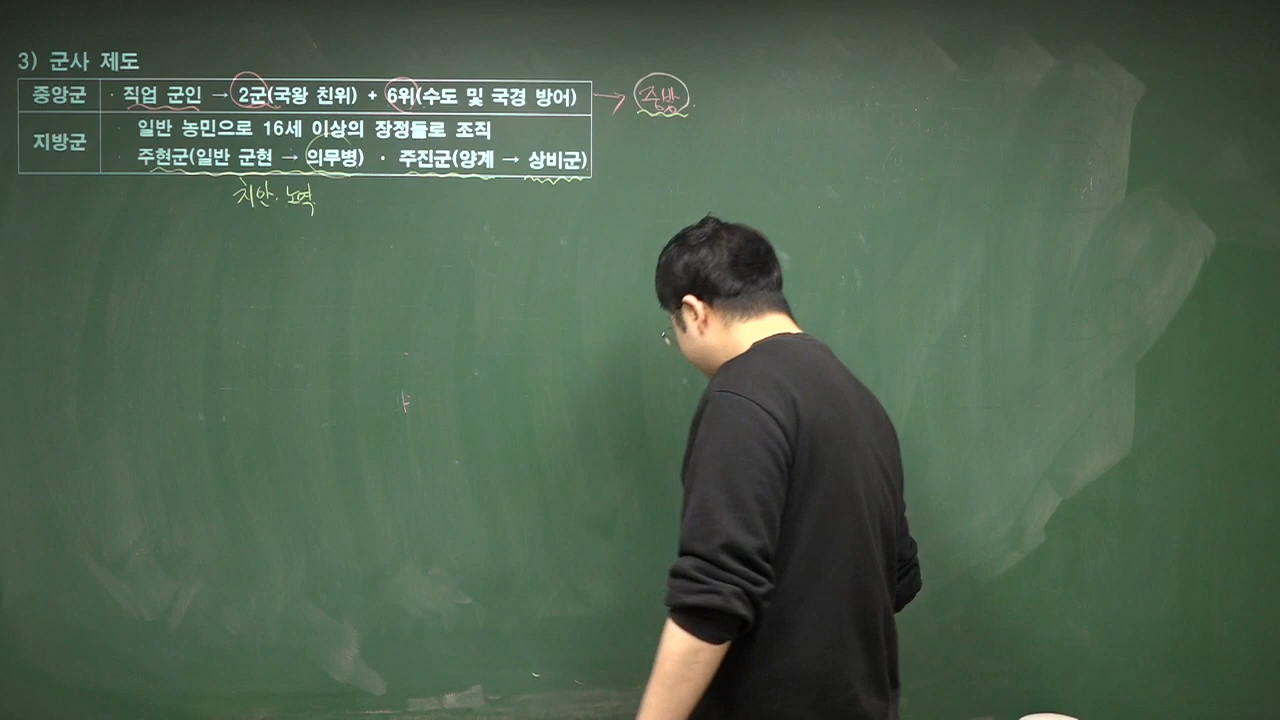 3) 군사 제도
중앙군 · 직업 군인 → 2군(국왕 친위) + 6위(수도 및 국경 방어) → 중방
지방군 · 일반 농민으로 16세 이상의 장정들로 조직
· 주현군(일반 군현 → 의무병) · 주진군(양계 → 상비군)
치안·노역